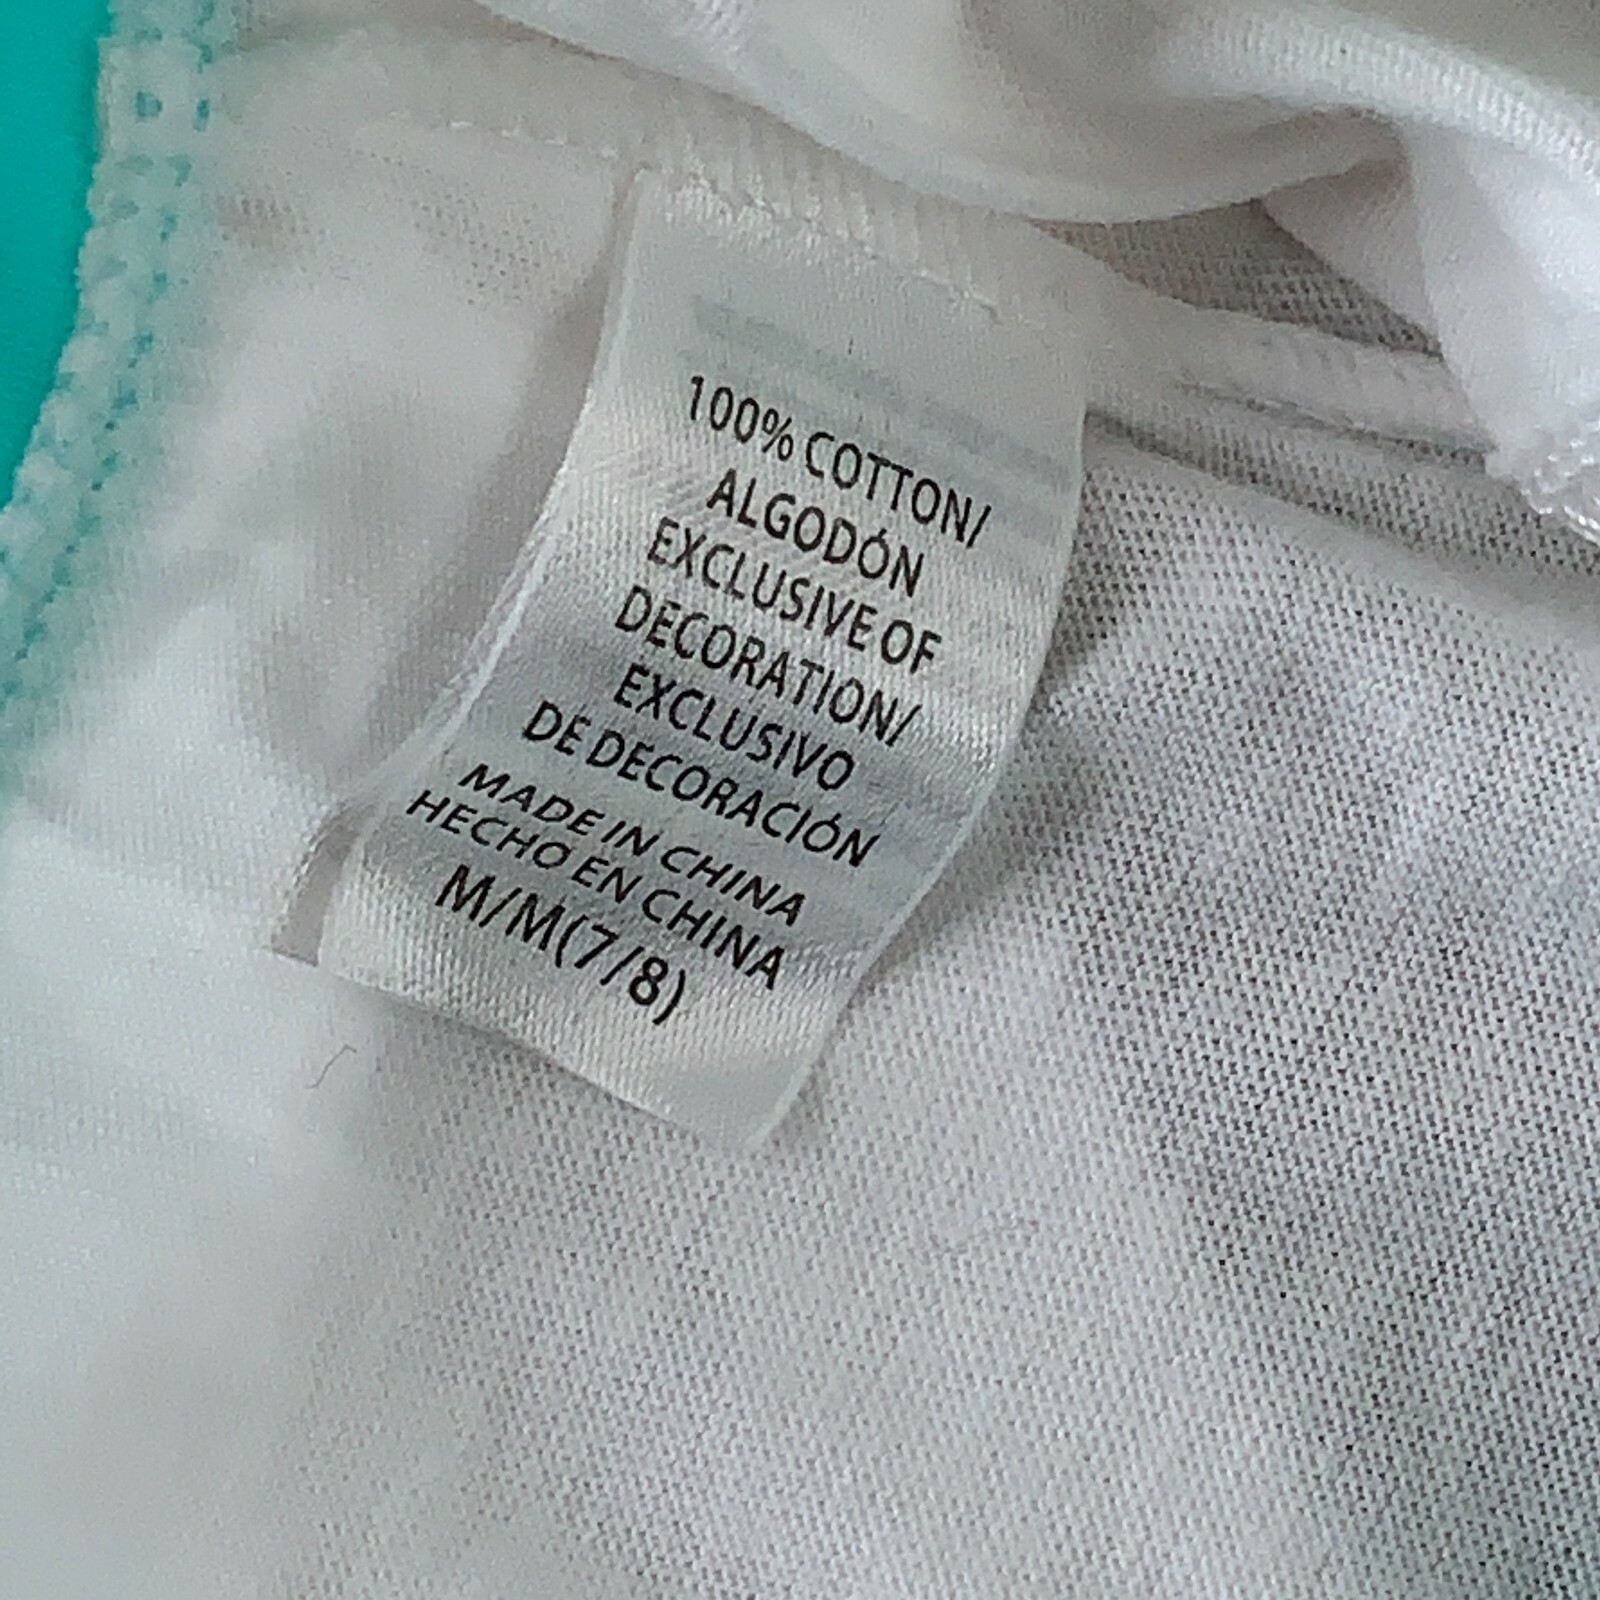 100% COTTON/
ALGODÓN
EXCLUSIVE OF
DECORATION/
EXCLUSIVO
DE DECORACIÓN
MADE IN CHINA
HECHO EN CHINA
M/M(7/8)